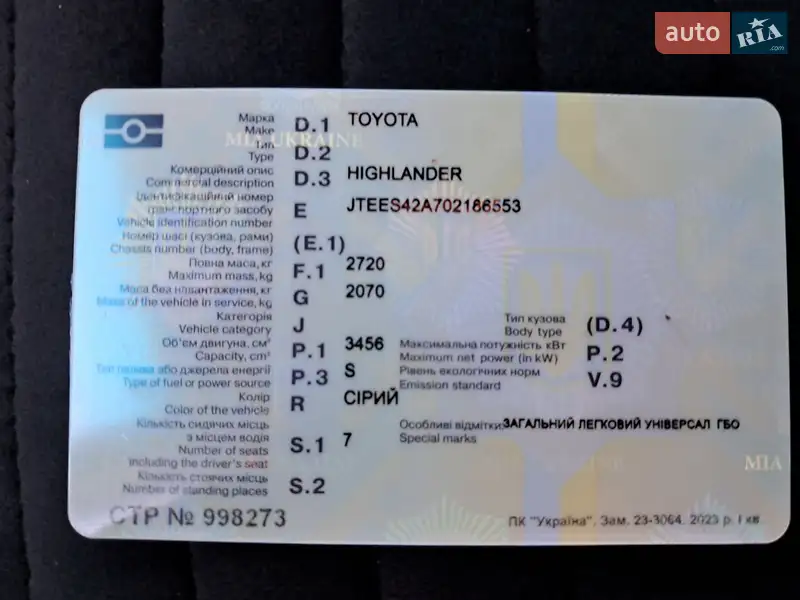 auto RIA .com
Марка D.1 TOYOTA
Make
MIA UKRAINE
Тип D.2
Type
Комерційний опис D.3 HIGHLANDER
Commercial description
Ідентифікаційний номер
транспортного засобу E JTEES42A702186553
Vehicle identification number
Номер шасі (кузова, рами) (E.1)
Chassis number (body, frame)
Повна маса, кг F.1 2720
Maximum mass, kg
Маса без навантаження, кг G 2070
Mass of the vehicle in service, kg
Категорія J Тип кузова (D.4)
Vehicle category Body type
Об'єм двигуна, см³ P.1 3456 Максимальна потужність кВт P.2
Capacity, cm³ Maximum net power (in kW)
Тип палива або джерела енергії P.3 S Рівень екологічних норм V.9
Type of fuel or power source Emission standard
Колір R СІРИЙ
Color of the vehicle
Кількість сидячих місць Особливі відмітки ЗАГАЛЬНИЙ ЛЕГКОВИЙ УНІВЕРСАЛ ГБО
з місцем водія S.1 7 Special marks
Number of seats
including the driver's seat
MIA
Кількість стоячих місць S.2
Number of standing places
СТР № 998273
ПК "Україна". Зам. 23-3064. 2023 р. I кв.